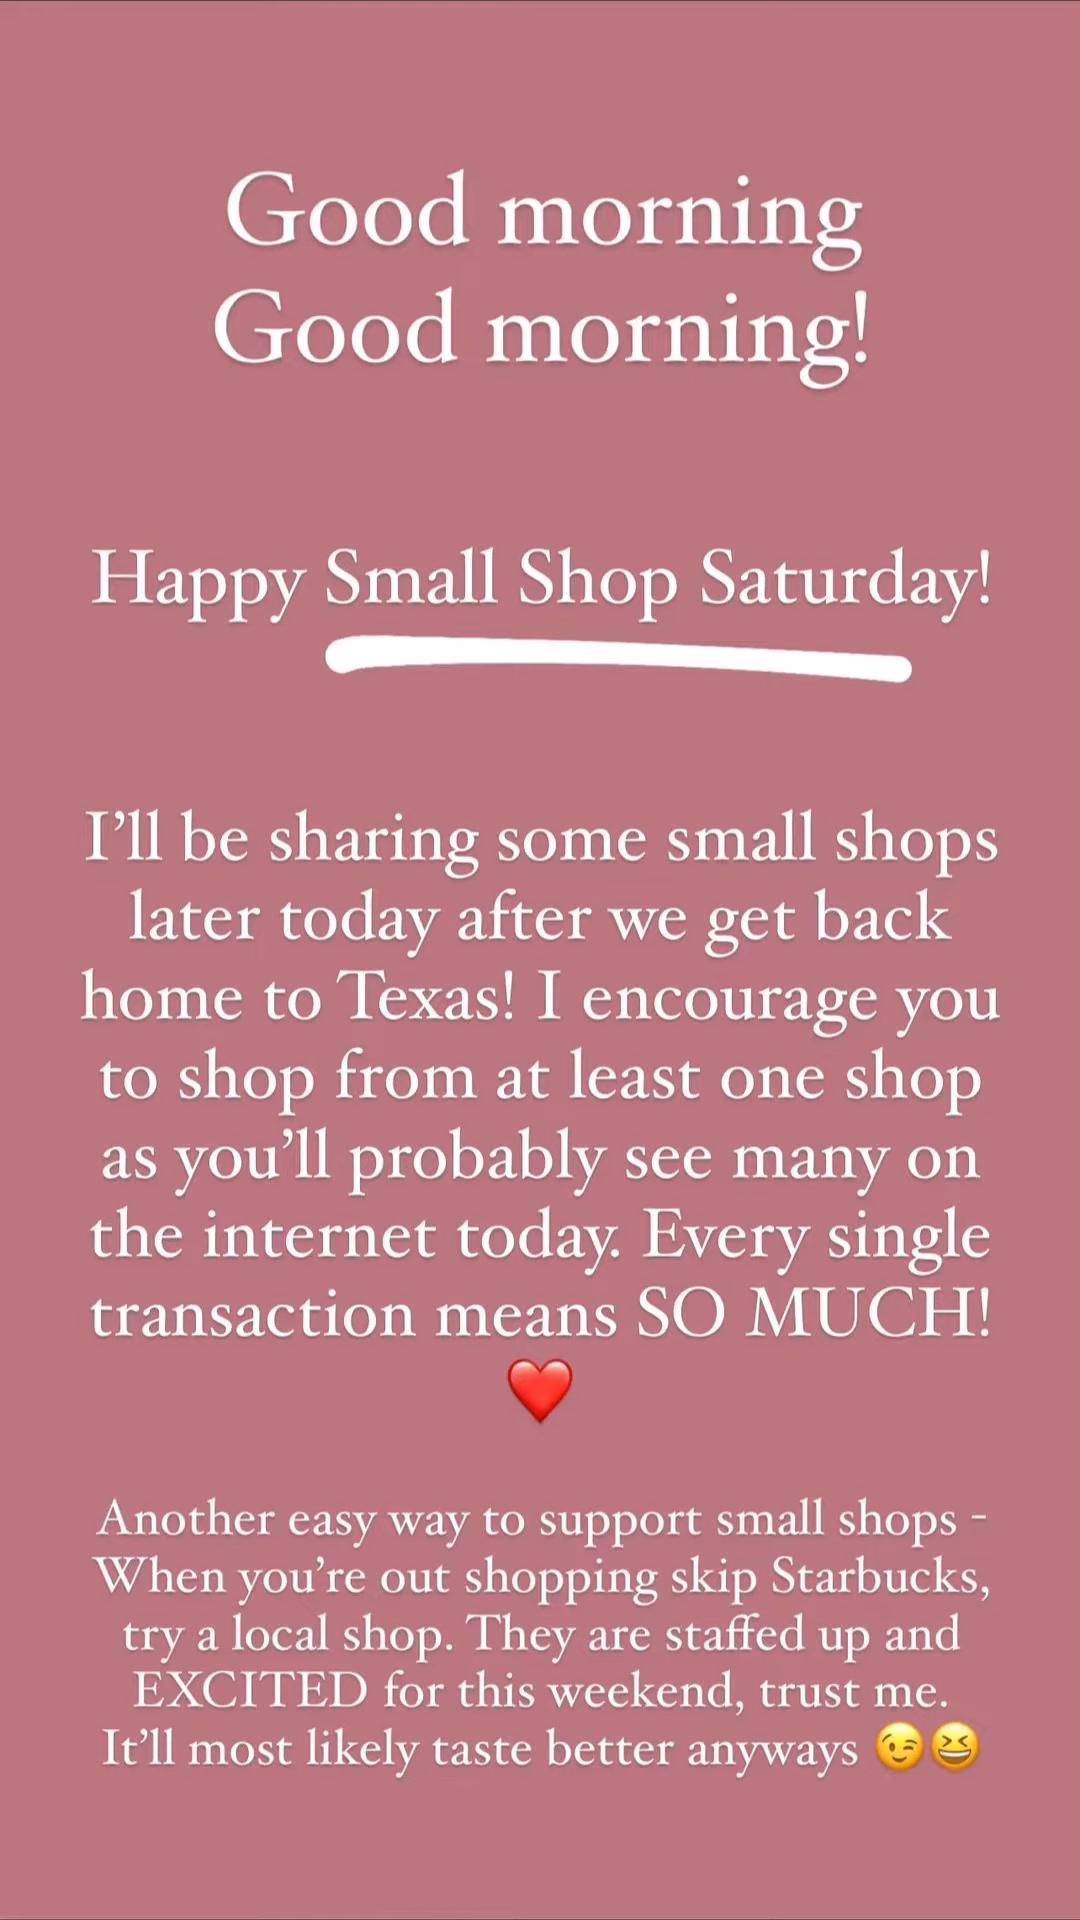 Good morning
Good morning!
Happy Small Shop Saturday!
I’ll be sharing some small shops
later today after we get back
home to Texas! I encourage you
to shop from at least one shop
as you’ll probably see many on
the internet today. Every single
transaction means SO MUCH!
❤️
Another easy way to support small shops -
When you’re out shopping skip Starbucks,
try a local shop. They are staffed up and
EXCITED for this weekend, trust me.
It’ll most likely taste better anyways 😉😆